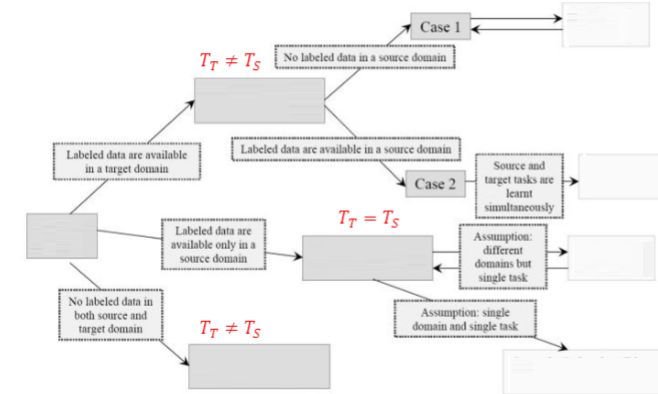 Case 1
T_T ≠ T_S
No labeled data in a source domain
Labeled data are available
in a target domain
Labeled data are available in a source domain
Case 2
Source and
target tasks are
learnt
simultaneously
T_T = T_S
Labeled data are
available only in a
source domain
Assumption:
different
domains but
single task
No labeled data in
both source and
target domain
T_T ≠ T_S
Assumption: single
domain and single task